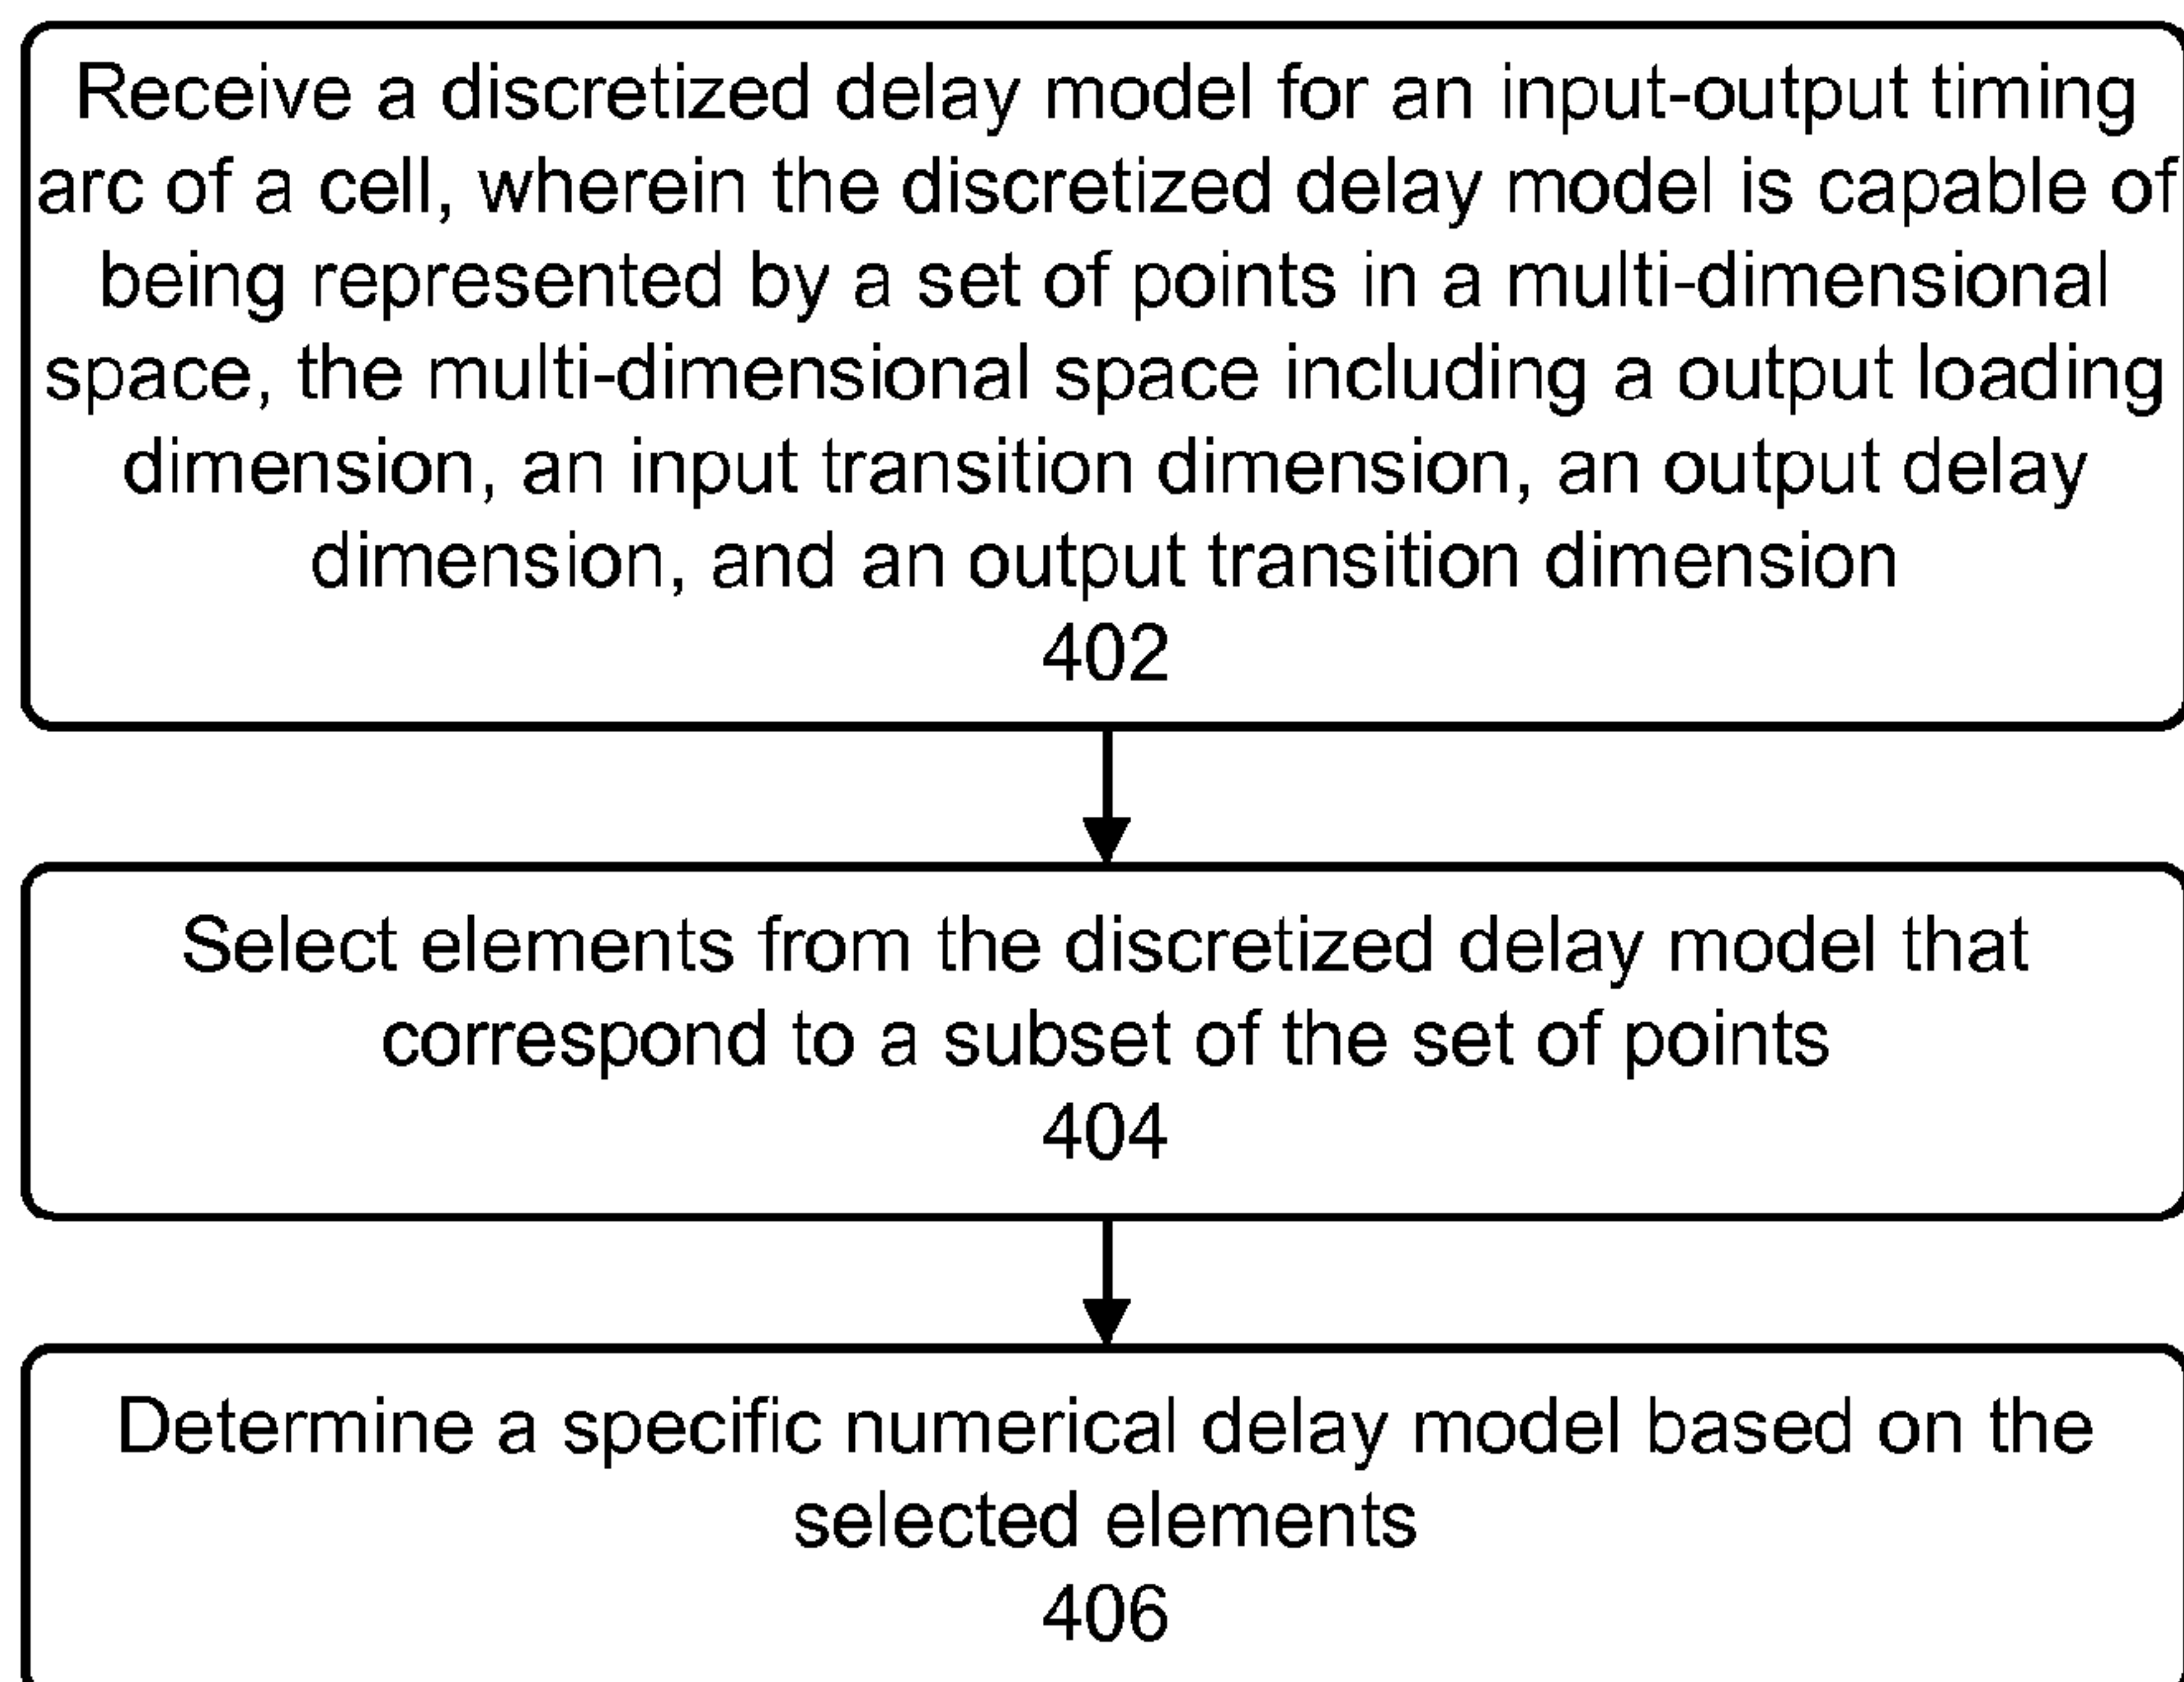 Receive a discretized delay model for an input-output timing
arc of a cell, wherein the discretized delay model is capable of
being represented by a set of points in a multi-dimensional
space, the multi-dimensional space including a output loading
dimension, an input transition dimension, an output delay
dimension, and an output transition dimension
402
Select elements from the discretized delay model that
correspond to a subset of the set of points
404
Determine a specific numerical delay model based on the
selected elements
406